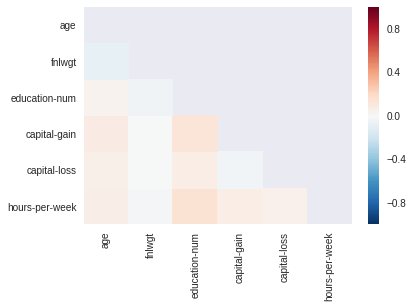 age
fnlwgt
education-num
capital-gain
capital-loss
hours-per-week
age
fnlwgt
education-num
capital-gain
capital-loss
hours-per-week
0.8
0.4
0.0
−0.4
−0.8